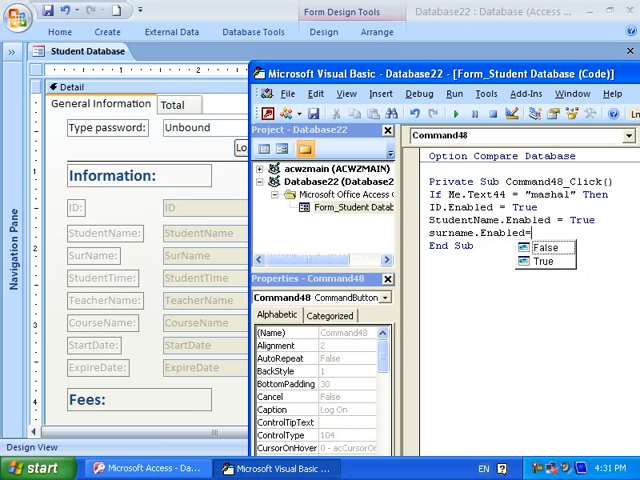 Form Design Tools
Database22 : Database (Access
Home
Create
External Data
Database Tools
Design
Arrange
Student Database
Detail
General Information
Total
Type password:
Unbound
Lo
Information:
ID:
ID
StudentName:
StudentName
SurName:
SurName
StudentTime:
StudentTime
TeacherName:
TeacherName
CourseName:
CourseName
StartDate:
StartDate
ExpireDate:
ExpireDate
Fees:
Navigation Pane
Design View
Microsoft Visual Basic - Database22 - [Form_Student Database (Code)]
File
Edit
View
Insert
Debug
Run
Tools
Add-Ins
Window
Help
Project - Database22
acwzmain (ACWZMAIN)
Database22 (Database
Microsoft Office Access
Form_Student Datab
Properties - Command48
Command48 CommandButton
Alphabetic
Categorized
(Name) Command48
Alignment 2
AutoRepeat False
BackStyle 1
BottomPadding 30
Cancel False
Caption Log On
ControlTipText
ControlType 104
CursorOnHover 0 - acCursorOn
Command48
Option Compare Database
Private Sub Command48_Click()
If Me.Text44 = "mashal" Then
ID.Enabled = True
StudentName.Enabled = True
surname.Enabled=
End Sub
False
True
start
Microsoft Access - Da...
Microsoft Visual Basic ...
EN
4:31 PM